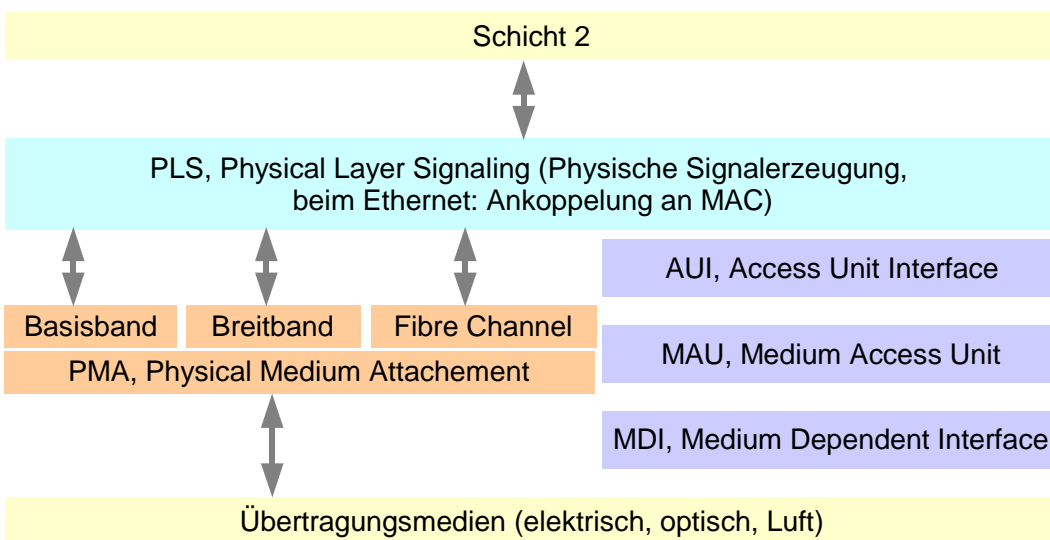 Schicht 2
PLS, Physical Layer Signaling (Physische Signalerzeugung,
beim Ethernet: Ankoppelung an MAC)
AUI, Access Unit Interface
Basisband
Breitband
Fibre Channel
MAU, Medium Access Unit
PMA, Physical Medium Attachement
MDI, Medium Dependent Interface
Übertragungsmedien (elektrisch, optisch, Luft)